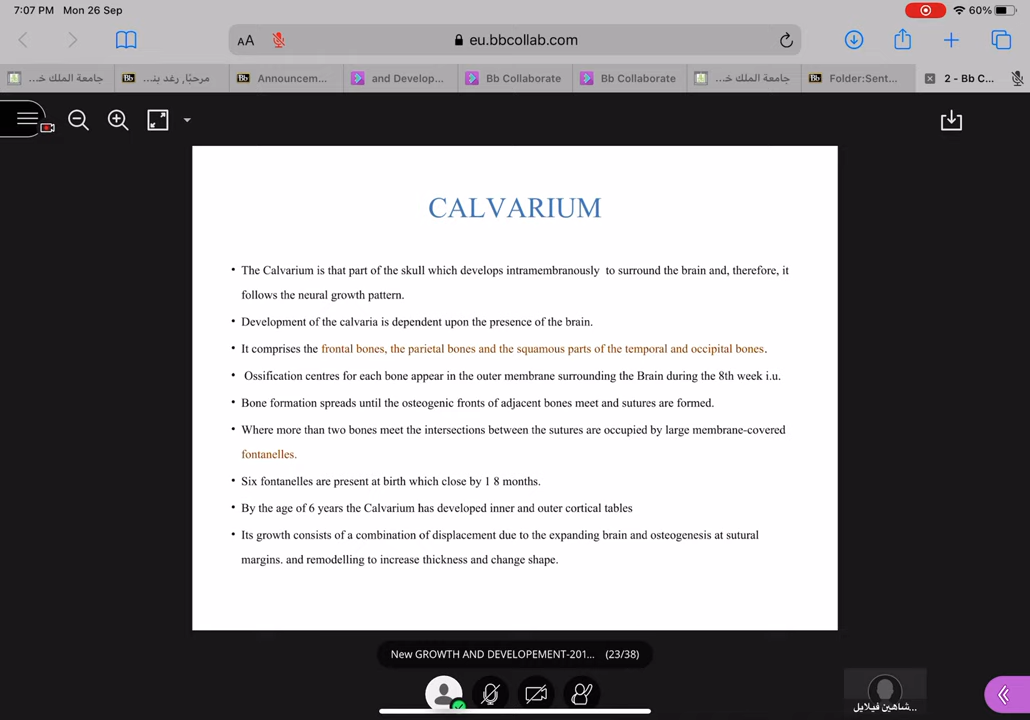 7:07 PM Mon 26 Sep
60%
AA
eu.bbcollab.com
جامعة الملك خـ...
مرحبًا, رغد بنـ...
Announcem...
and Develop...
Bb Collaborate
Bb Collaborate
جامعة الملك خـ...
Folder:Sent...
2 - Bb C...
CALVARIUM
• The Calvarium is that part of the skull which develops intramembranously to surround the brain and, therefore, it
follows the neural growth pattern.
• Development of the calvaria is dependent upon the presence of the brain.
• It comprises the frontal bones, the parietal bones and the squamous parts of the temporal and occipital bones.
• Ossification centres for each bone appear in the outer membrane surrounding the Brain during the 8th week i.u.
• Bone formation spreads until the osteogenic fronts of adjacent bones meet and sutures are formed.
• Where more than two bones meet the intersections between the sutures are occupied by large membrane-covered
fontanelles.
• Six fontanelles are present at birth which close by 1 8 months.
• By the age of 6 years the Calvarium has developed inner and outer cortical tables
• Its growth consists of a combination of displacement due to the expanding brain and osteogenesis at sutural
margins. and remodelling to increase thickness and change shape.
New GROWTH AND DEVELOPEMENT-201... (23/38)
شاهين فيلايل...